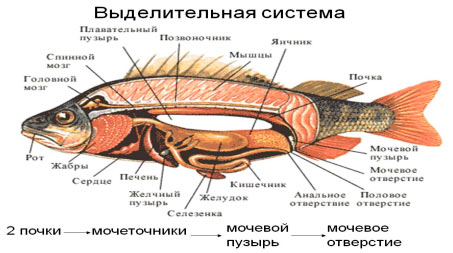 Выделительная система
Плавательный
пузырь
Позвоночник
Яичник
Спинной
мозг
Мышцы
Головной
мозг
Почка
Рот
Жабры
Сердце
Печень
Желчный
пузырь
Селезенка
Желудок
Кишечник
Анальное
отверстие
Половое
отверстие
Мочевое
отверстие
Мочевой
пузырь
2 почки → мочеточники → мочевой пузырь → мочевое отверстие